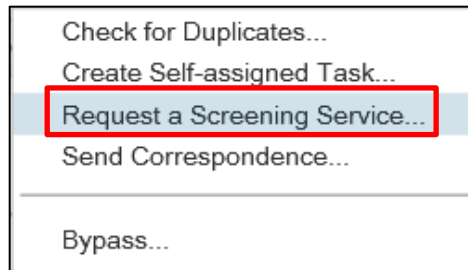 Check for Duplicates...
Create Self-assigned Task...
Request a Screening Service...
Send Correspondence...
Bypass...